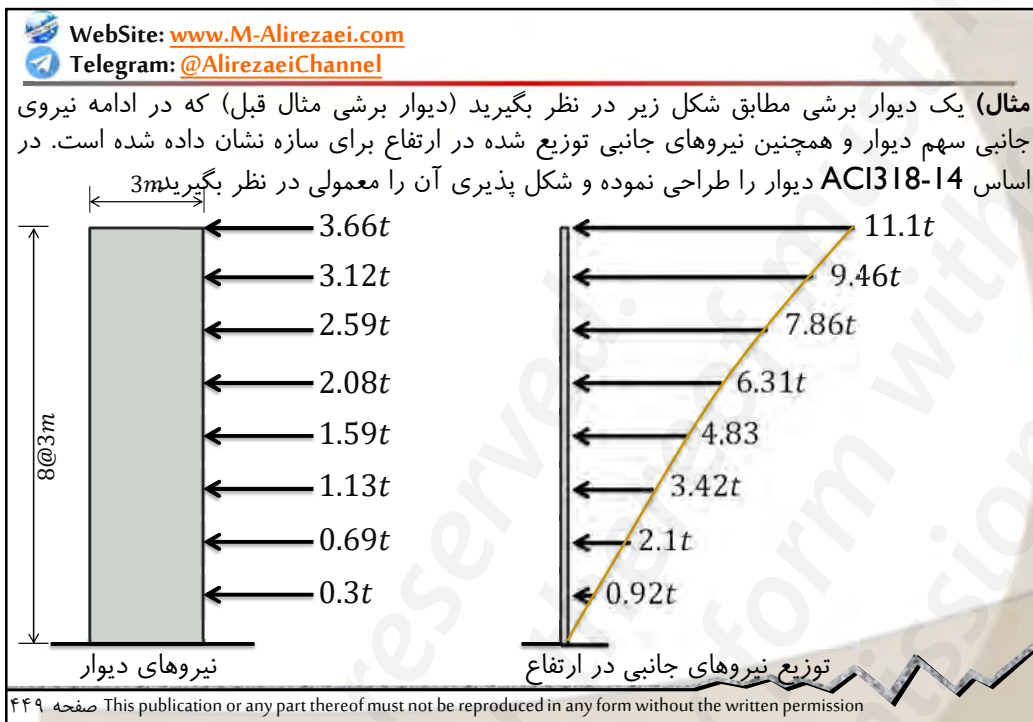 WebSite: www.M-Alirezaei.com
Telegram: @AlirezaeiChannel
مثال) یک دیوار برشی مطابق شکل زیر در نظر بگیرید (دیوار برشی مثال قبل) که در ادامه نیروی
جانبی سهم دیوار و همچنین نیروهای جانبی توزیع شده در ارتفاع برای سازه نشان داده شده است. در
اساس ACI318-14 دیوار را طراحی نموده و شکل پذیری آن را معمولی در نظر بگیرید.
3m
8@3m
3.66t
3.12t
2.59t
2.08t
1.59t
1.13t
0.69t
0.3t
نیروهای دیوار
11.1t
9.46t
7.86t
6.31t
4.83
3.42t
2.1t
0.92t
توزیع نیروهای جانبی در ارتفاع
صفحه ۴۴۹ This publication or any part thereof must not be reproduced in any form without the written permission